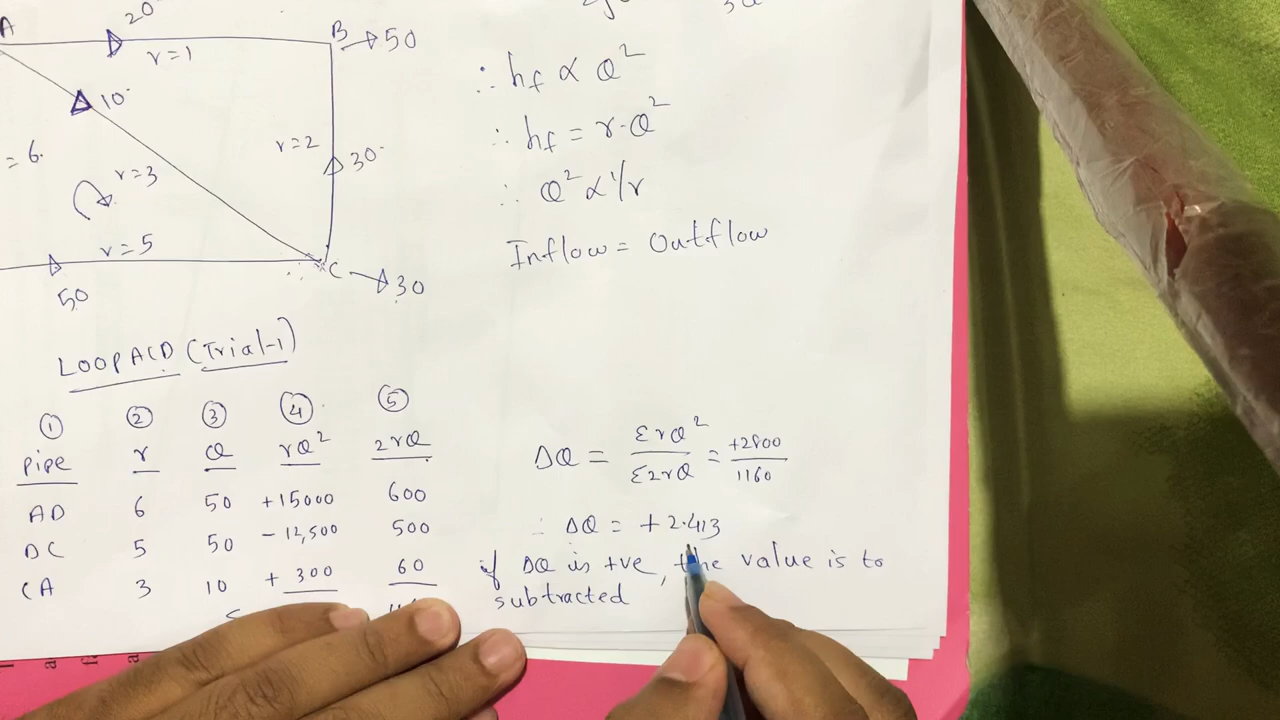 A
20
B
→50
r=1
10
= 6.
r=2
30
r=3
r=5
C
→30
50
∴ hf ∝ Q²
∴ hf = r·Q²
∴ Q² ∝ 1/r
Inflow = Outflow
LOOP ACD (Trial-1)
① ② ③ ④ ⑤
Pipe r Q rQ² 2rQ
AD 6 50 +15000 600
DC 5 50 - 12,500 500
CA 3 10 + 300 60
ΔQ = ΣrQ² / Σ2rQ = +2800 / 1160
∴ ΔQ = + 2.413
if ΔQ is +ve, the value is to
subtracted